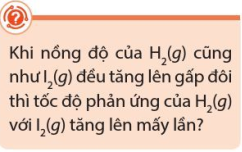 Khi nồng độ của H₂(g) cũng
như I₂(g) đều tăng lên gấp đôi
thì tốc độ phản ứng của H₂(g)
với I₂(g) tăng lên mấy lần?